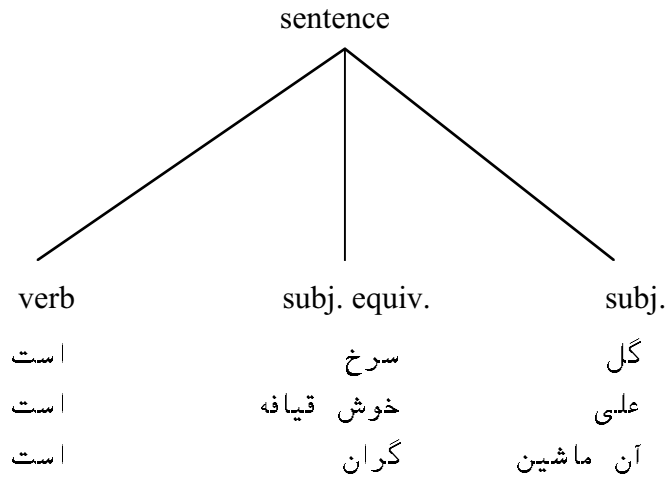 sentence
verb subj. equiv. subj.
گل سرخ است
علی خوش قیافه است
آن ماشین گران است